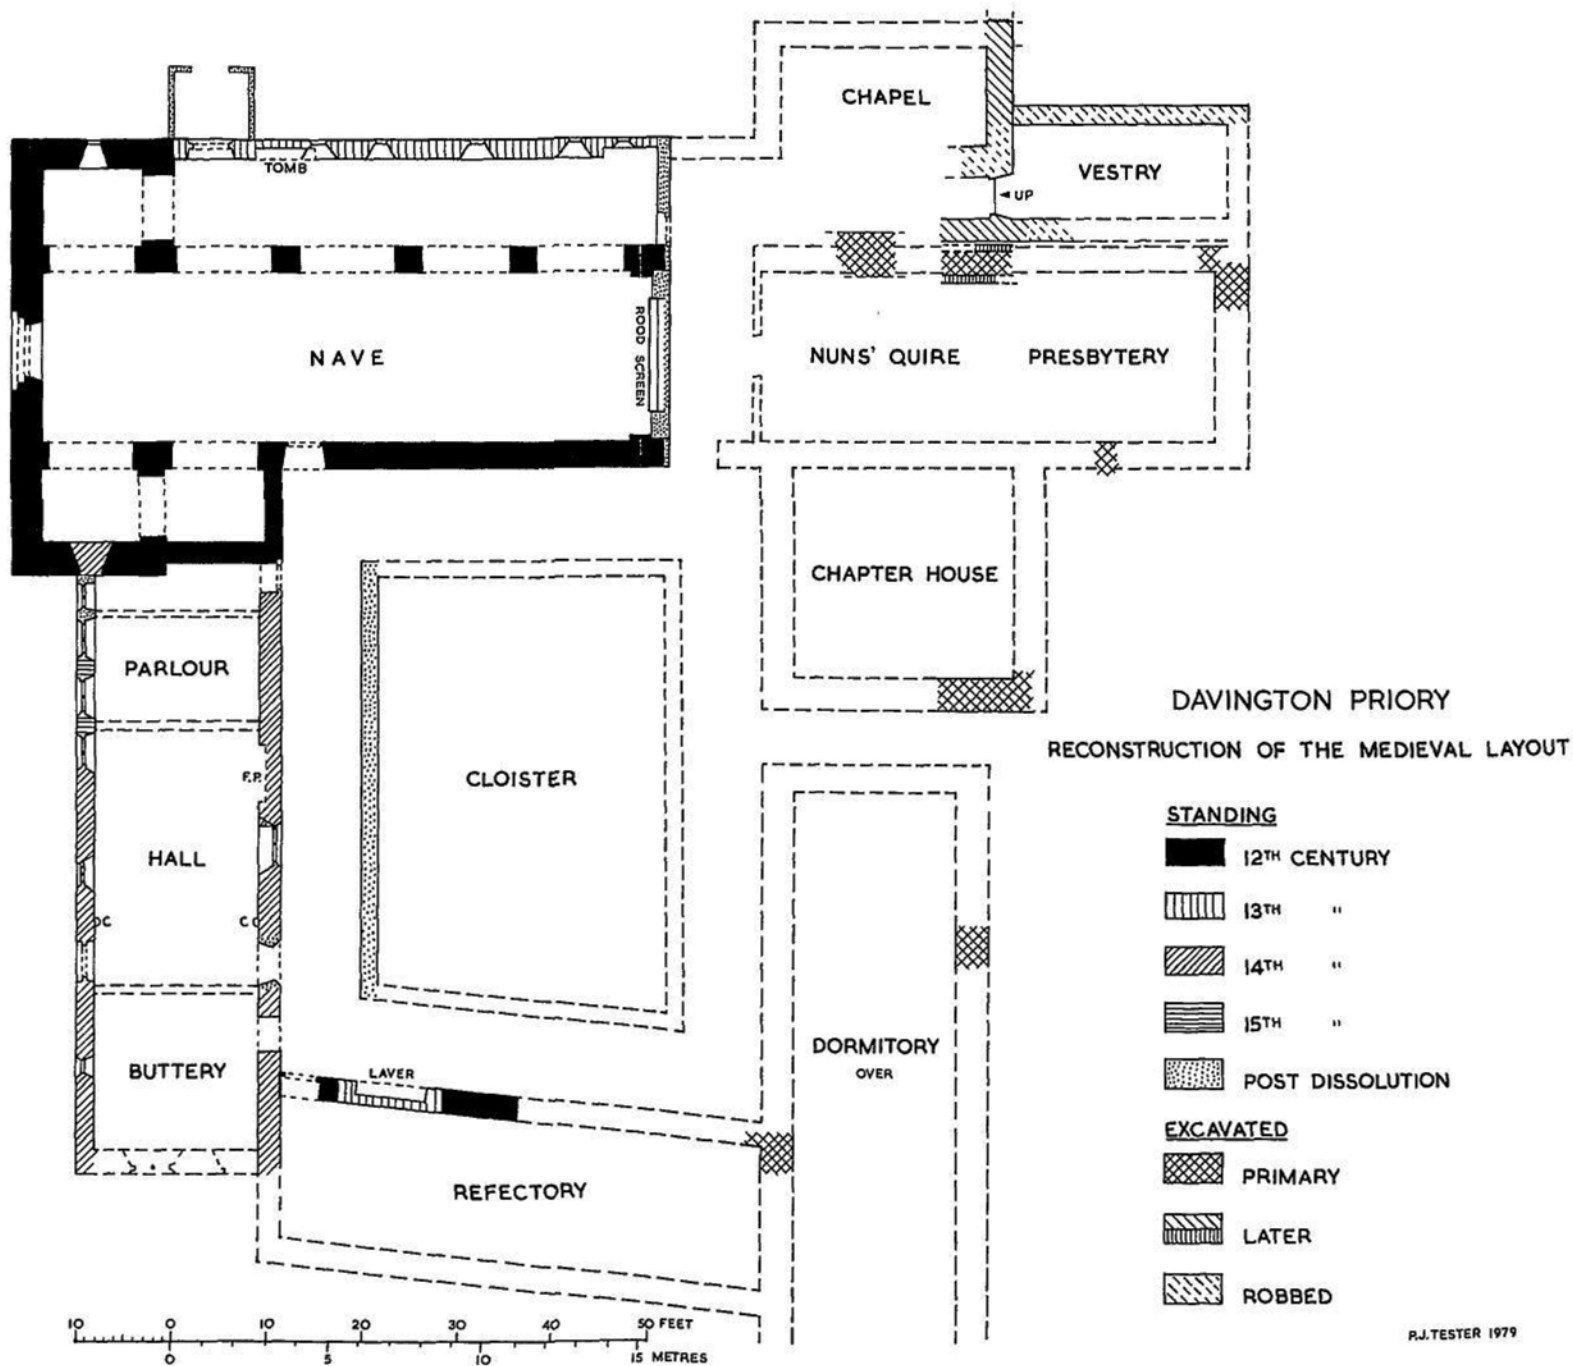 CHAPEL
VESTRY
◄ UP
TOMB
NAVE
ROOD SCREEN
NUNS' QUIRE
PRESBYTERY
CHAPTER HOUSE
PARLOUR
F.P.
CLOISTER
HALL
C
C
BUTTERY
LAVER
REFECTORY
DORMITORY
OVER
DAVINGTON PRIORY
RECONSTRUCTION OF THE MEDIEVAL LAYOUT
STANDING
12TH CENTURY
13TH "
14TH "
15TH "
POST DISSOLUTION
EXCAVATED
PRIMARY
LATER
ROBBED
10 0 10 20 30 40 50 FEET
0 5 10 15 METRES
P.J.TESTER 1979